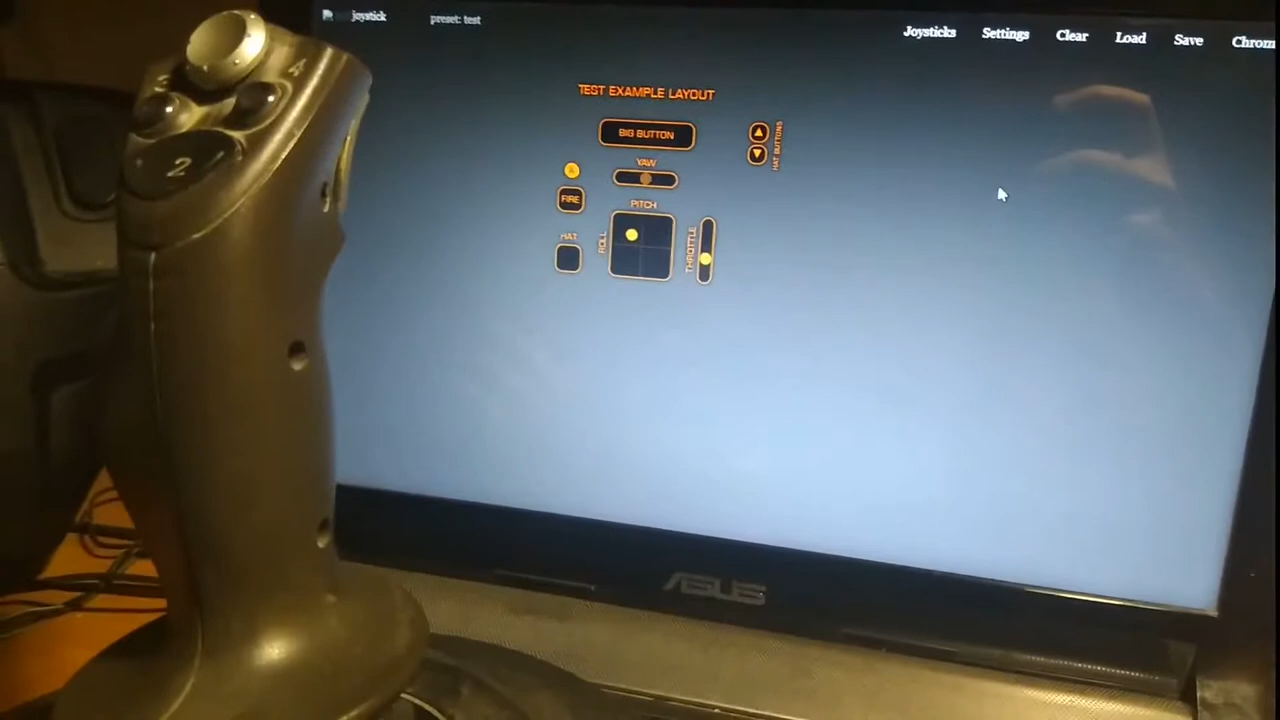 joystick
preset: test
Joysticks
Settings
Clear
Load
Save
Chrom
TEST EXAMPLE LAYOUT
BIG BUTTON
HAT BUTTONS
YAW
FIRE
PITCH
HAT
ROLL
THROTTLE
4
2
ASUS